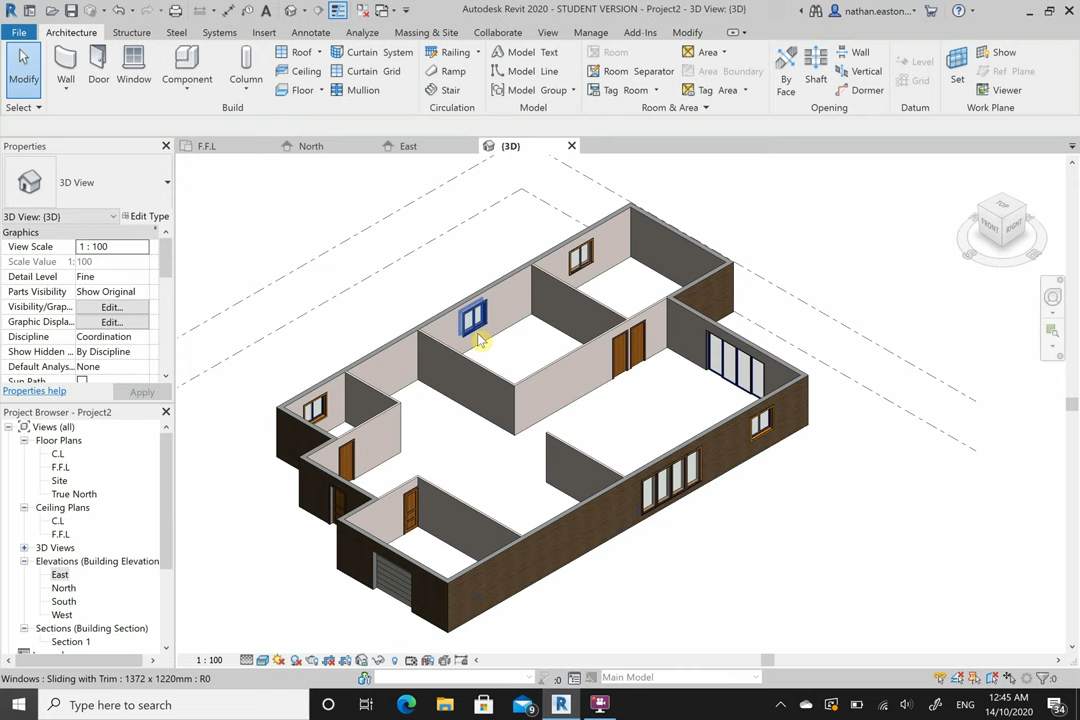 Autodesk Revit 2020 - STUDENT VERSION - Project2 - 3D View: {3D}
nathan.easton...
File Architecture Structure Steel Systems Insert Annotate Analyze Massing & Site Collaborate View Manage Add-Ins Modify
Modify Wall Door Window Component Column
Roof Curtain System Railing Model Text Room Area
Ceiling Curtain Grid Ramp Model Line Room Separator Area Boundary
Floor Mullion Stair Model Group Tag Room Tag Area
By Face Shaft Wall Vertical Dormer
Level Grid
Set Show Ref Plane Viewer
Select Build Circulation Model Room & Area Opening Datum Work Plane
Properties
F.F.L North East {3D}
3D View
3D View: {3D} Edit Type
Graphics
View Scale 1 : 100
Scale Value 1: 100
Detail Level Fine
Parts Visibility Show Original
Visibility/Grap... Edit...
Graphic Displa... Edit...
Discipline Coordination
Show Hidden ... By Discipline
Default Analys... None
Sun Path
Properties help Apply
Project Browser - Project2
Views (all)
Floor Plans
C.L
F.F.L
Site
True North
Ceiling Plans
C.L
F.F.L
3D Views
Elevations (Building Elevation
East
North
South
West
Sections (Building Section)
Section 1
TOP
FRONT
RIGHT
1 : 100
Windows : Sliding with Trim : 1372 x 1220mm : R0
:0
Main Model
:0
Type here to search
9
ENG
12:45 AM
14/10/2020
34